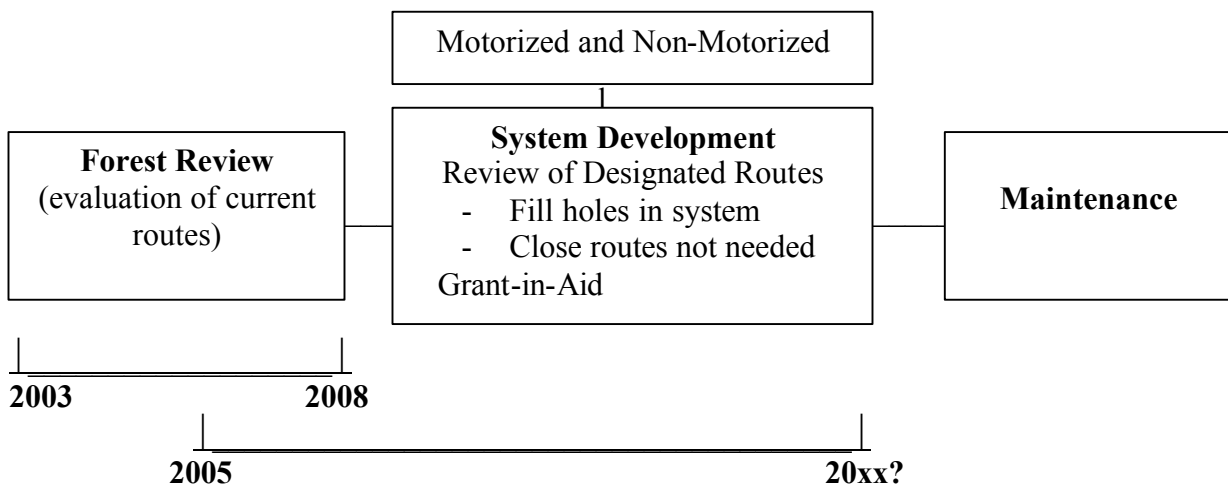 Motorized and Non-Motorized
Forest Review
(evaluation of current
routes)
System Development
Review of Designated Routes
- Fill holes in system
- Close routes not needed
Grant-in-Aid
Maintenance
2003
2008
2005
20xx?